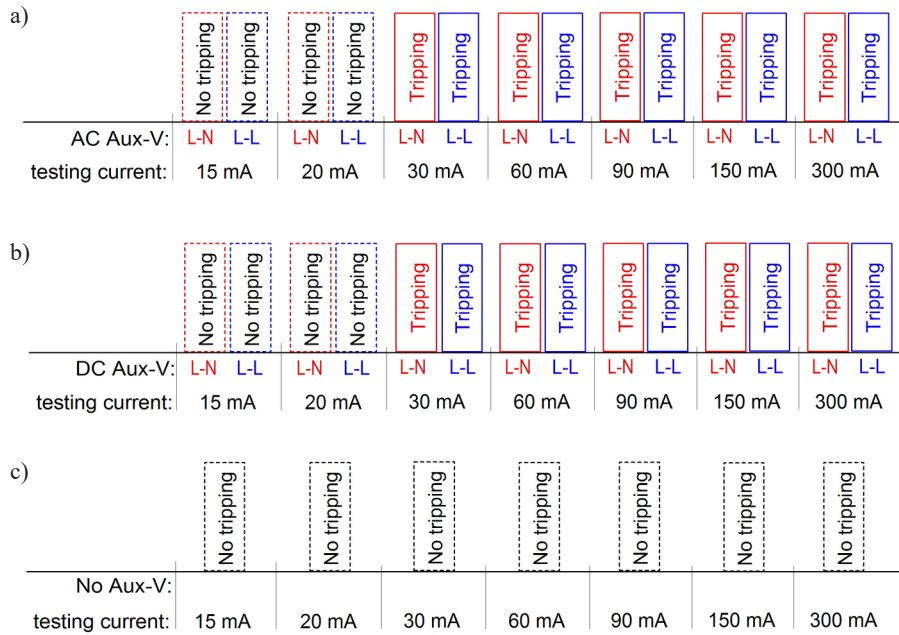 a)
No tripping No tripping No tripping No tripping Tripping Tripping Tripping Tripping Tripping Tripping Tripping Tripping Tripping Tripping
AC Aux-V: L-N L-L L-N L-L L-N L-L L-N L-L L-N L-L L-N L-L L-N L-L
testing current: 15 mA 20 mA 30 mA 60 mA 90 mA 150 mA 300 mA
b)
No tripping No tripping No tripping No tripping Tripping Tripping Tripping Tripping Tripping Tripping Tripping Tripping Tripping Tripping
DC Aux-V: L-N L-L L-N L-L L-N L-L L-N L-L L-N L-L L-N L-L L-N L-L
testing current: 15 mA 20 mA 30 mA 60 mA 90 mA 150 mA 300 mA
c)
No tripping No tripping No tripping No tripping No tripping No tripping No tripping
No Aux-V:
testing current: 15 mA 20 mA 30 mA 60 mA 90 mA 150 mA 300 mA